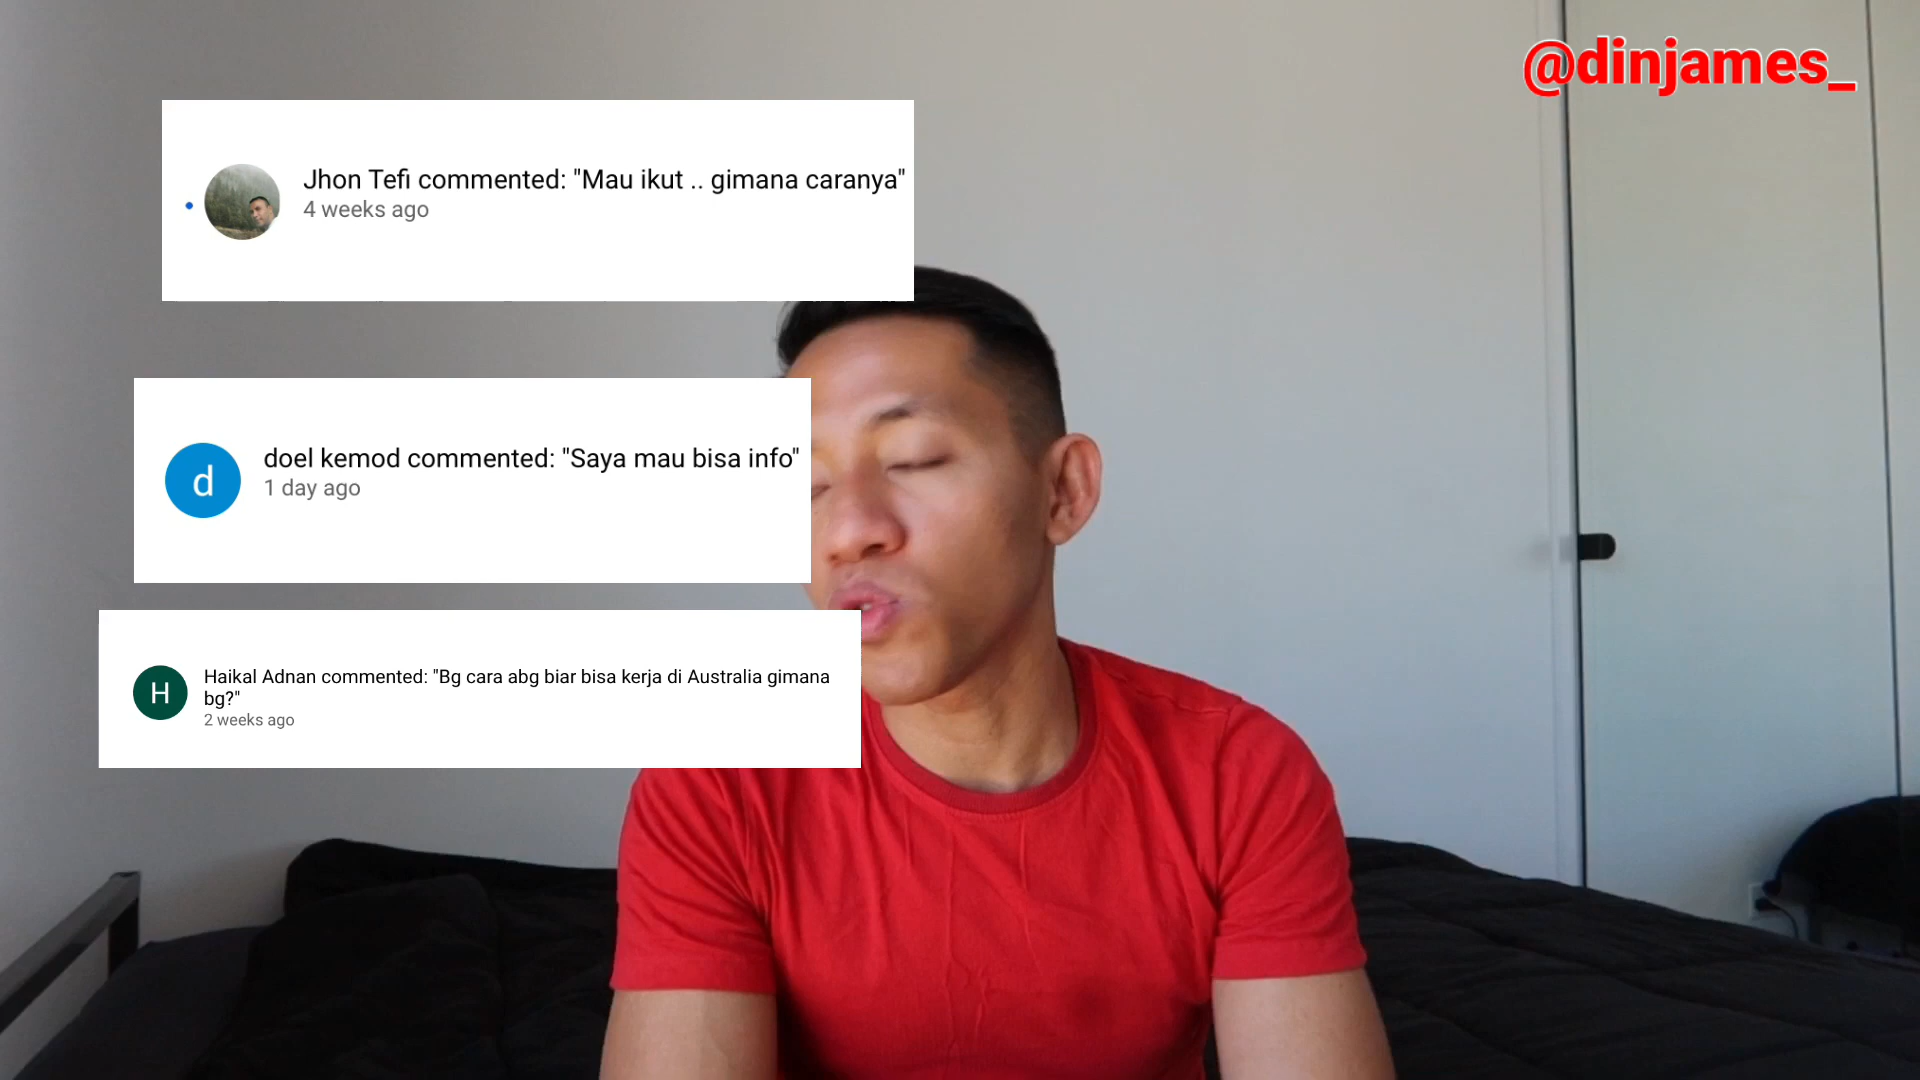 @dinjames_
Jhon Tefi commented: "Mau ikut .. gimana caranya"
4 weeks ago
d
doel kemod commented: "Saya mau bisa info"
1 day ago
H
Haikal Adnan commented: "Bg cara abg biar bisa kerja di Australia gimana
bg?"
2 weeks ago